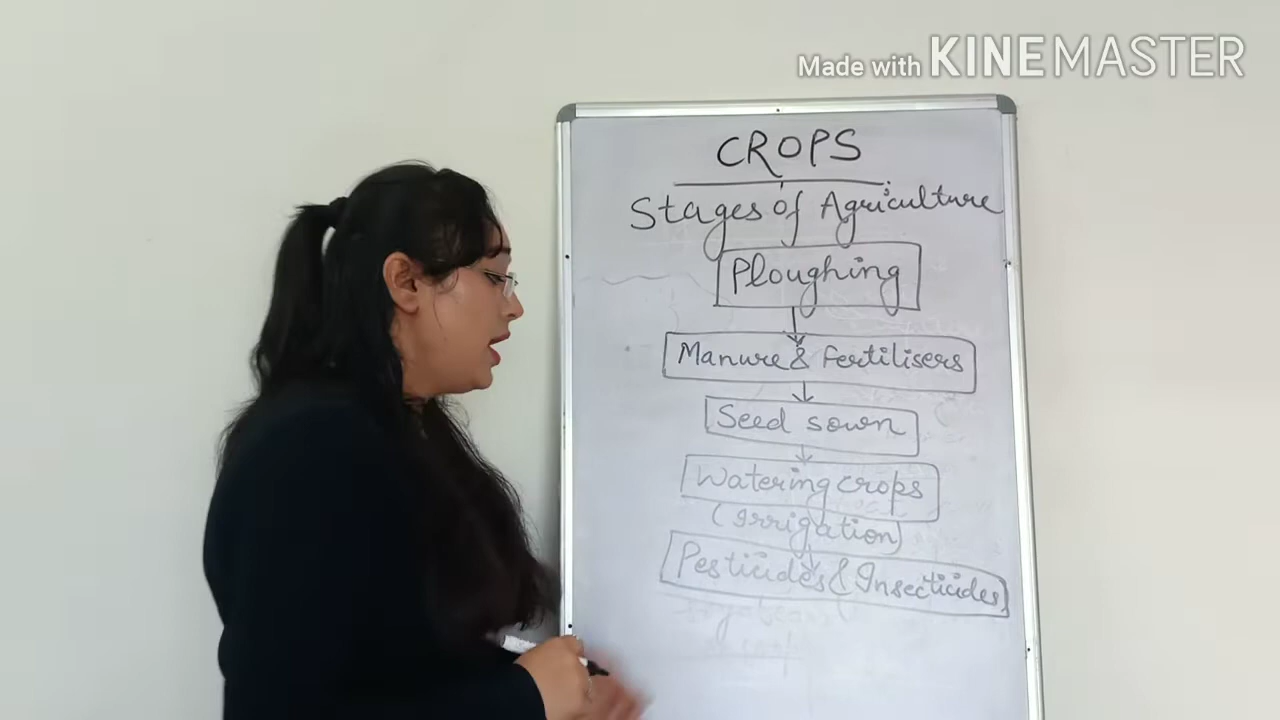 Made with KINEMASTER
CROPS
Stages of Agriculture
Ploughing
Manure & fertilisers
Seed sown
Watering crops
(Irrigation)
Pesticides & Insecticides